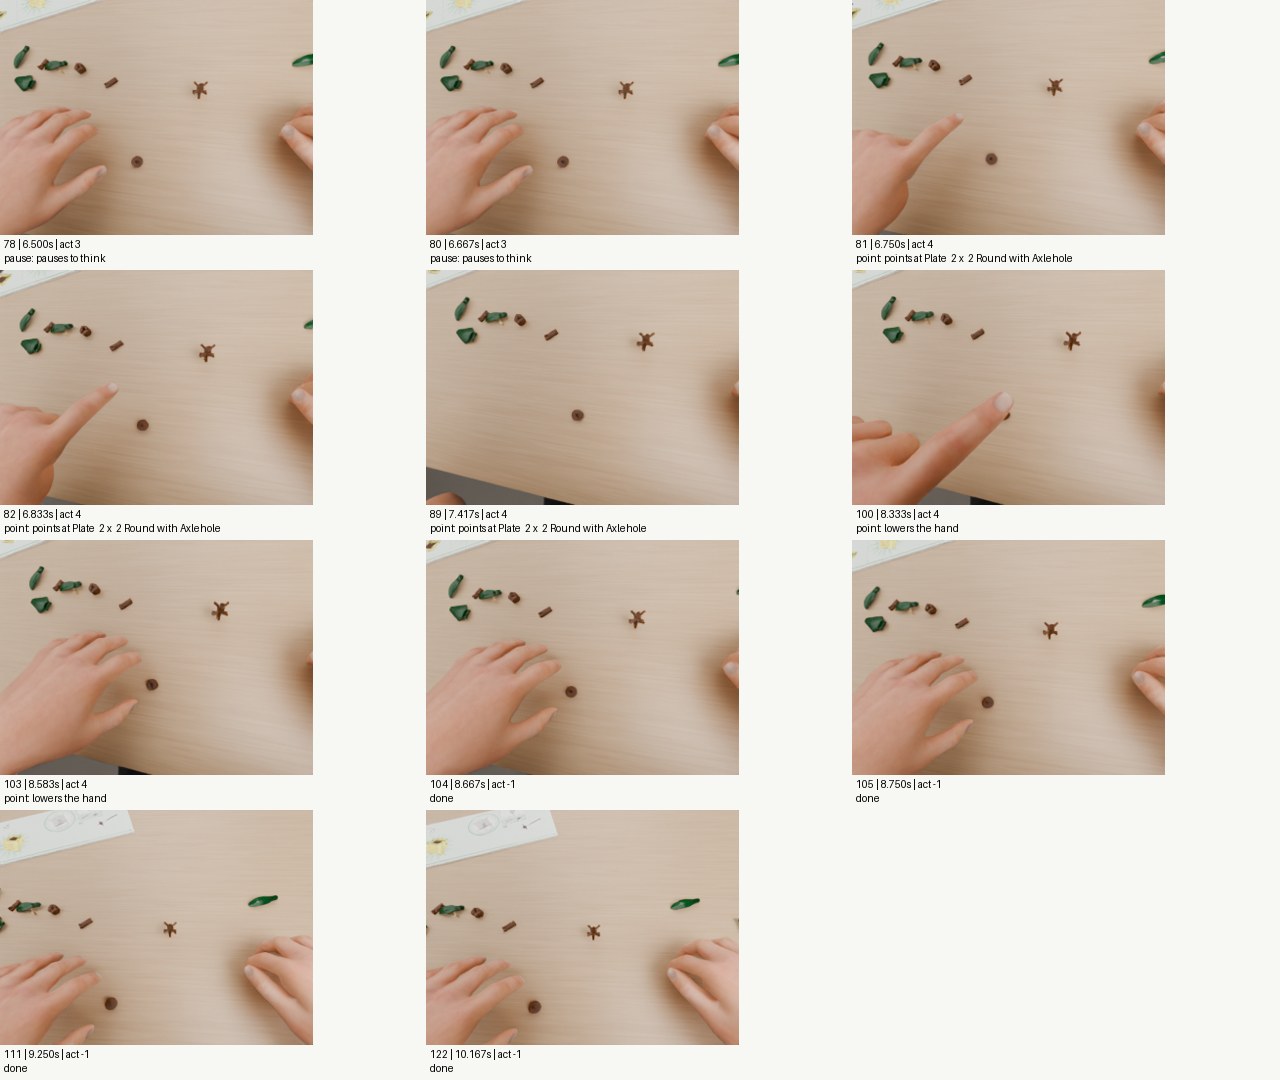 78 | 6.500s | act 3
pause: pauses to think
80 | 6.667s | act 3
pause: pauses to think
81 | 6.750s | act 4
point: points at Plate 2 x 2 Round with Axlehole
82 | 6.833s | act 4
point: points at Plate 2 x 2 Round with Axlehole
89 | 7.417s | act 4
point: points at Plate 2 x 2 Round with Axlehole
100 | 8.333s | act 4
point: lowers the hand
103 | 8.583s | act 4
point: lowers the hand
104 | 8.667s | act -1
done
105 | 8.750s | act -1
done
111 | 9.250s | act -1
done
122 | 10.167s | act -1
done